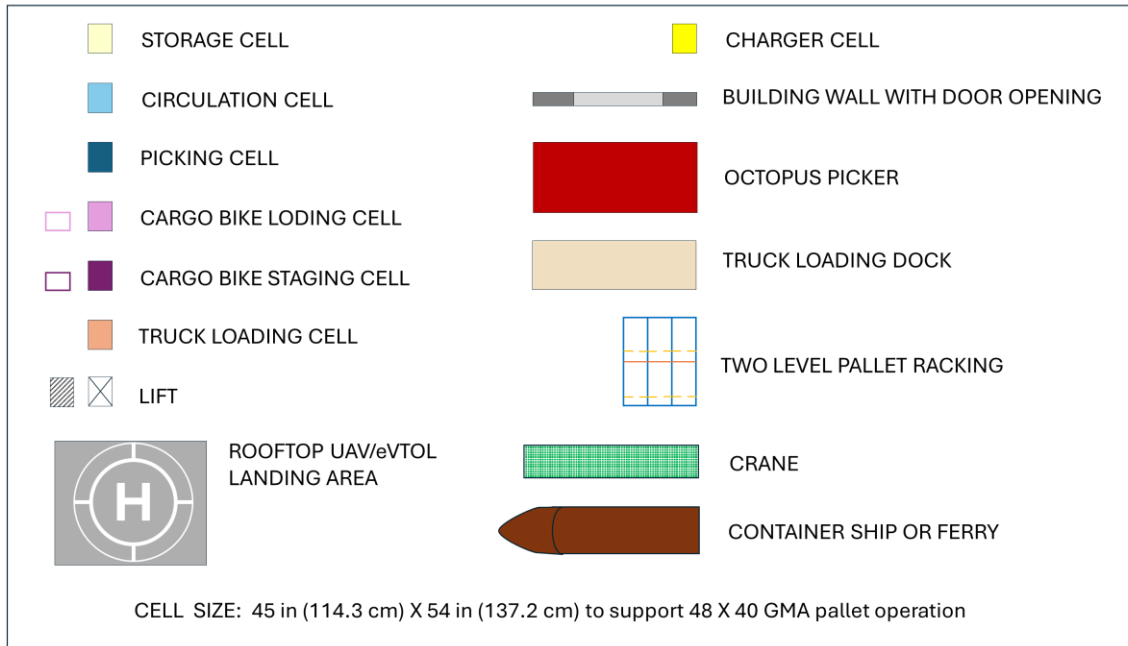 STORAGE CELL
CIRCULATION CELL
PICKING CELL
CARGO BIKE LODING CELL
CARGO BIKE STAGING CELL
TRUCK LOADING CELL
LIFT
H
ROOFTOP UAV/eVTOL
LANDING AREA
CHARGER CELL
BUILDING WALL WITH DOOR OPENING
OCTOPUS PICKER
TRUCK LOADING DOCK
TWO LEVEL PALLET RACKING
CRANE
CONTAINER SHIP OR FERRY
CELL SIZE: 45 in (114.3 cm) X 54 in (137.2 cm) to support 48 X 40 GMA pallet operation